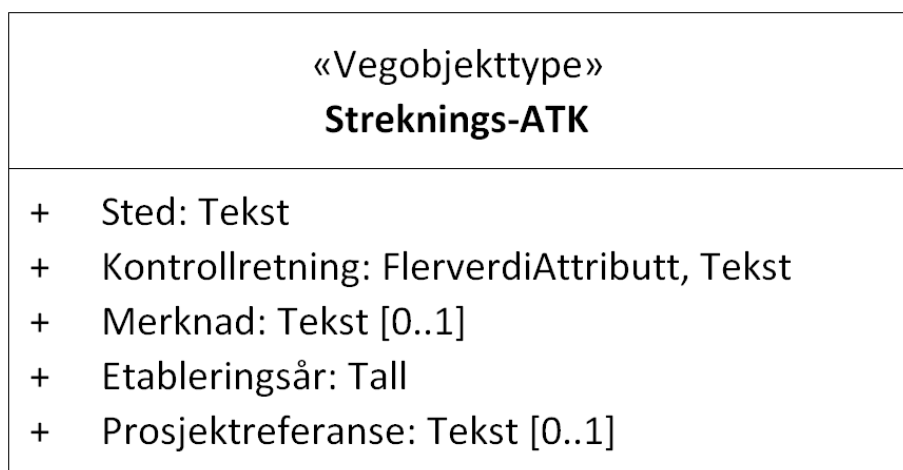 «Vegobjekttype»
Streknings-ATK
+ Sted: Tekst
+ Kontrollretning: FlerverdiAttributt, Tekst
+ Merknad: Tekst [0..1]
+ Etableringsår: Tall
+ Prosjektreferanse: Tekst [0..1]